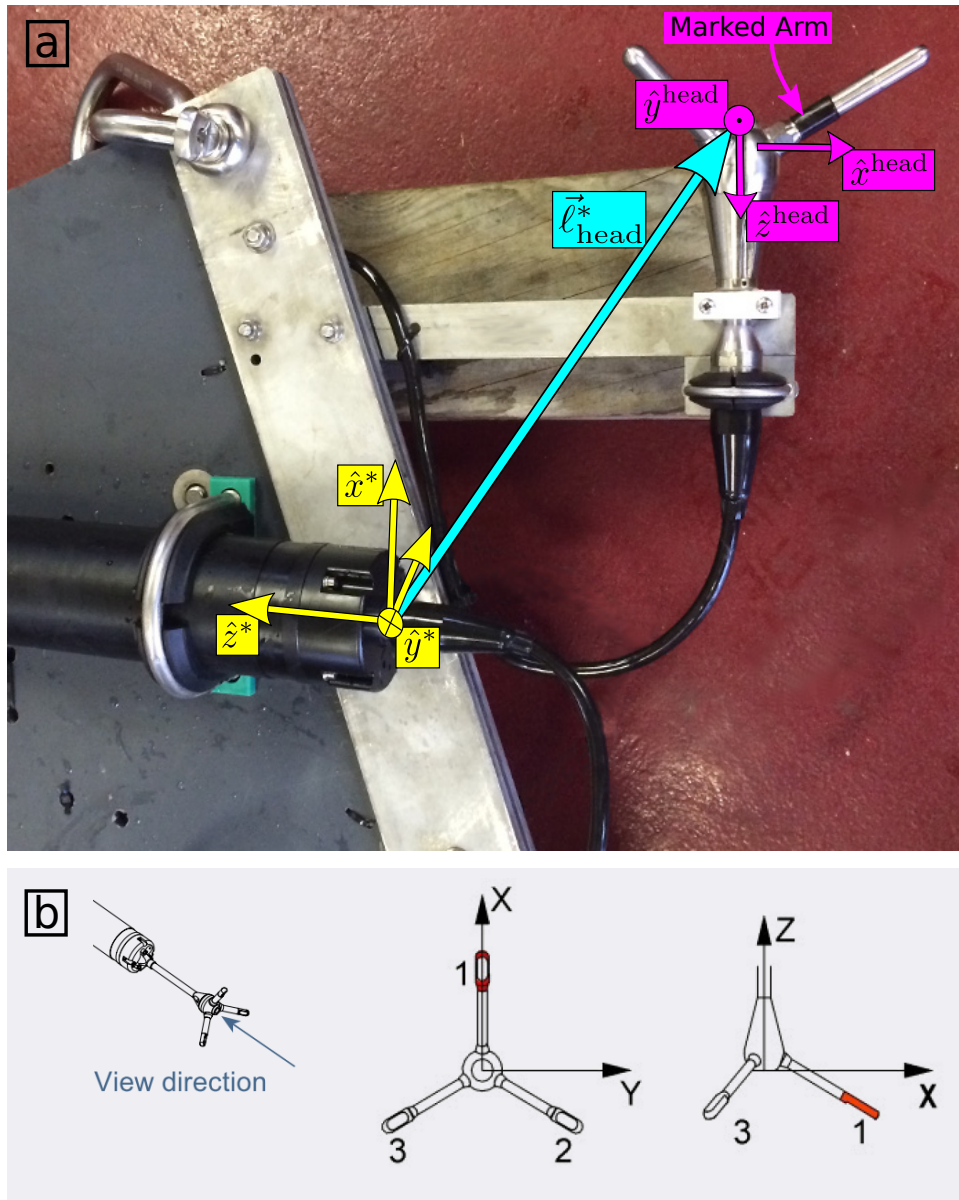 a
Marked Arm
ŷ^head
x̂^head
ẑ^head
ℓ⃗*_head
x̂*
ẑ*
ŷ*
b
View direction
X
1
Y
3
2
Z
X
3
1